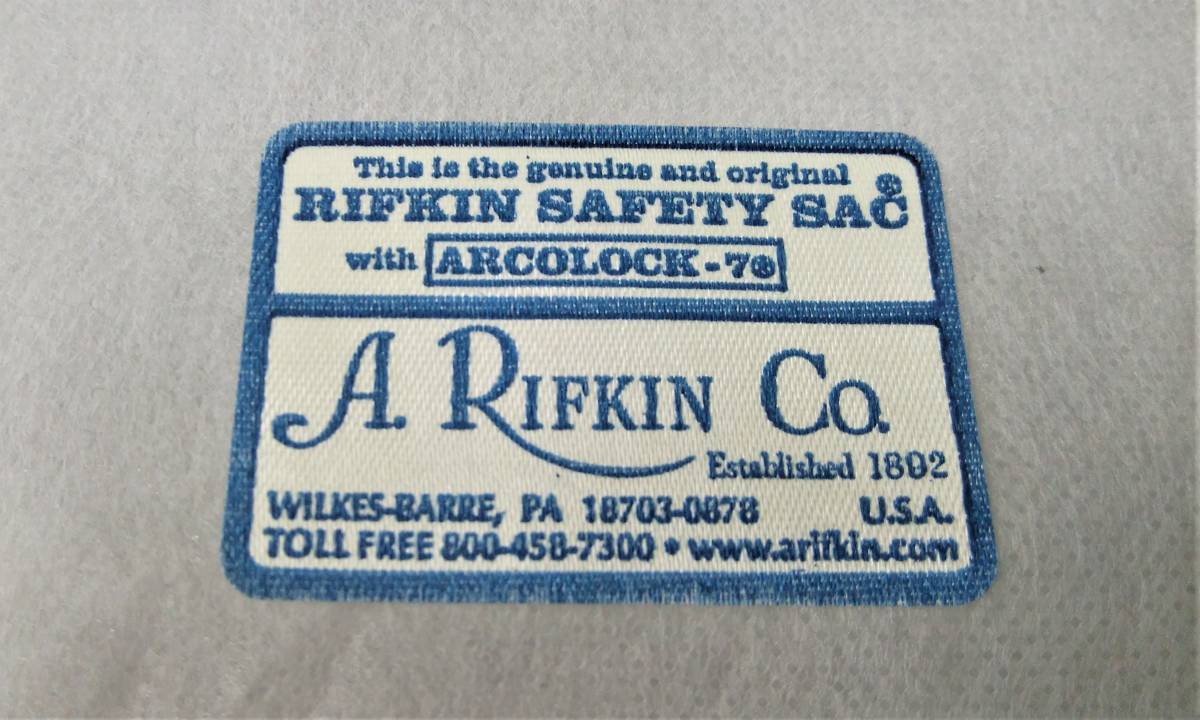 This is the genuine and original
RIFKIN SAFETY SAC®
with ARCOLOCK-7®
A. RIFKIN CO.
Established 1892
WILKES-BARRE, PA 18703-0878 U.S.A.
TOLL FREE 800-458-7300 • www.arifkin.com